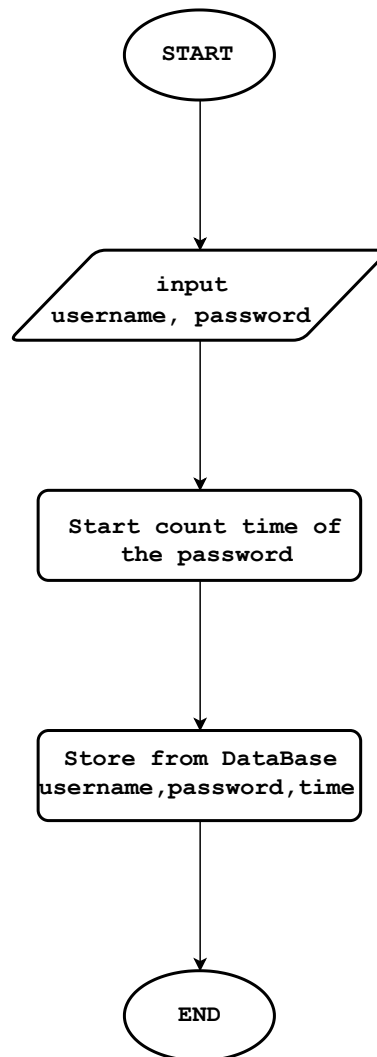 START
input
username, password
Start count time of
the password
Store from DataBase
username,password,time
END